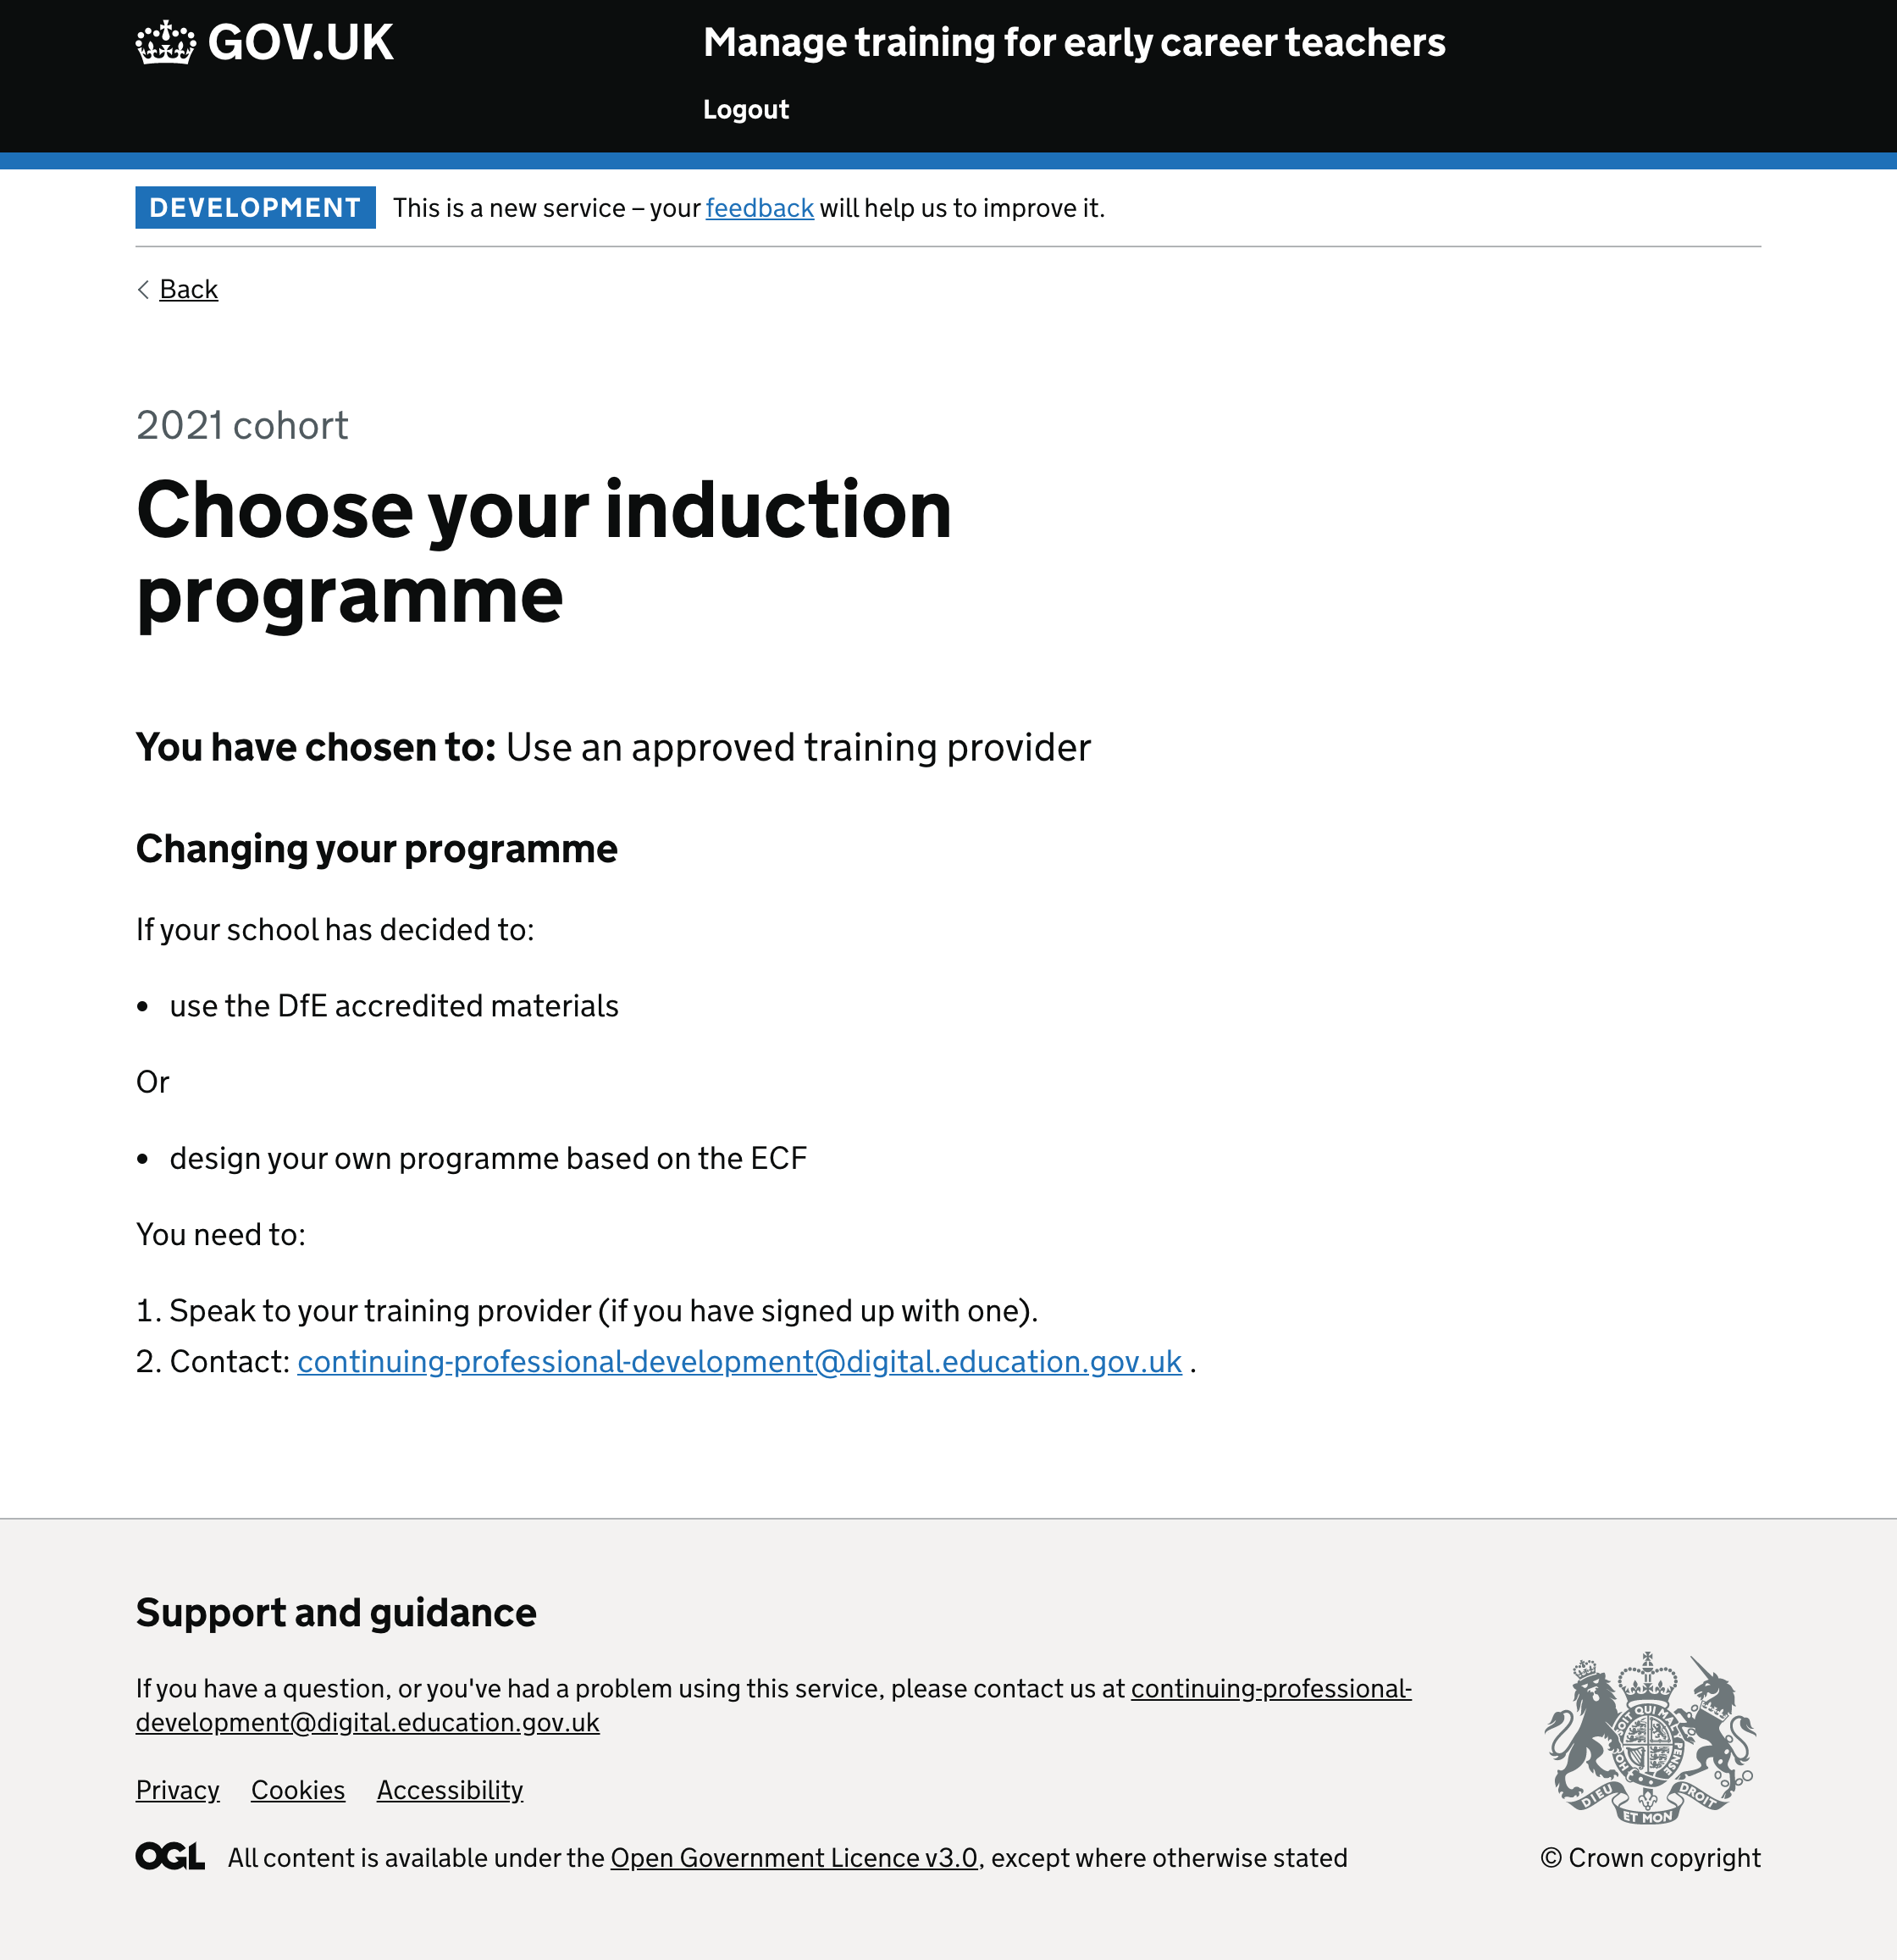 GOV.UK
Manage training for early career teachers
Logout
DEVELOPMENT This is a new service – your feedback will help us to improve it.
Back
2021 cohort
Choose your induction
programme
You have chosen to: Use an approved training provider
Changing your programme
If your school has decided to:
• use the DfE accredited materials
Or
• design your own programme based on the ECF
You need to:
1. Speak to your training provider (if you have signed up with one).
2. Contact: continuing-professional-development@digital.education.gov.uk .
Support and guidance
If you have a question, or you've had a problem using this service, please contact us at continuing-professional-
development@digital.education.gov.uk
Privacy Cookies Accessibility
OGL All content is available under the Open Government Licence v3.0, except where otherwise stated
SOIT QUI MAL Y PENSE
DIEU ET MON DROIT
© Crown copyright